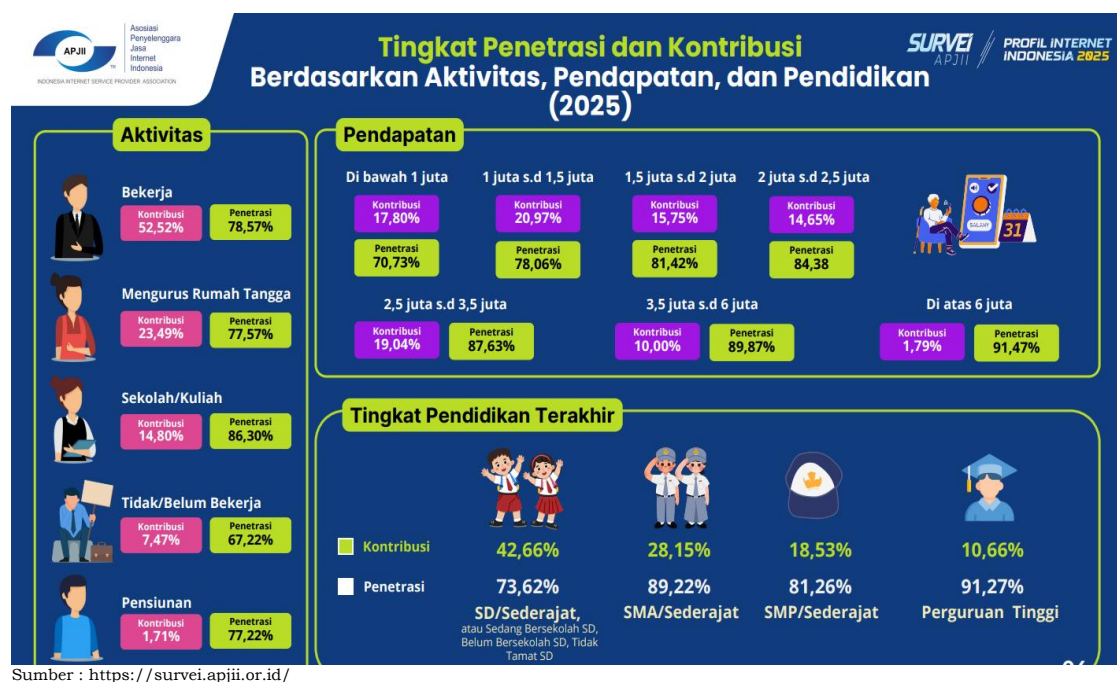 APJII
Asosiasi
Penyelenggara
Jasa
Internet
Indonesia
INDONESIA INTERNET SERVICE PROVIDER ASSOCIATION
Tingkat Penetrasi dan Kontribusi
Berdasarkan Aktivitas, Pendapatan, dan Pendidikan
(2025)
SURVEI
APJII
PROFIL INTERNET
INDONESIA 2025
Aktivitas
Bekerja
Kontribusi
52,52%
Penetrasi
78,57%
Mengurus Rumah Tangga
Kontribusi
23,49%
Penetrasi
77,57%
Sekolah/Kuliah
Kontribusi
14,80%
Penetrasi
86,30%
Tidak/Belum Bekerja
Kontribusi
7,47%
Penetrasi
67,22%
Pensiunan
Kontribusi
1,71%
Penetrasi
77,22%
Pendapatan
Di bawah 1 juta
Kontribusi
17,80%
Penetrasi
70,73%
1 juta s.d 1,5 juta
Kontribusi
20,97%
Penetrasi
78,06%
1,5 juta s.d 2 juta
Kontribusi
15,75%
Penetrasi
81,42%
2 juta s.d 2,5 juta
Kontribusi
14,65%
Penetrasi
84,38
SALARY
31
2,5 juta s.d 3,5 juta
Kontribusi
19,04%
Penetrasi
87,63%
3,5 juta s.d 6 juta
Kontribusi
10,00%
Penetrasi
89,87%
Di atas 6 juta
Kontribusi
1,79%
Penetrasi
91,47%
Tingkat Pendidikan Terakhir
Kontribusi 42,66% 28,15% 18,53% 10,66%
Penetrasi 73,62% 89,22% 81,26% 91,27%
SD/Sederajat,
atau Sedang Bersekolah SD,
Belum Bersekolah SD, Tidak
Tamat SD
SMA/Sederajat
SMP/Sederajat
Perguruan Tinggi
Sumber : https://survei.apjii.or.id/